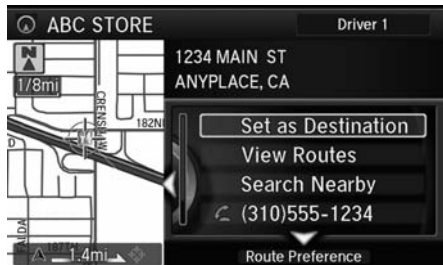 ABC STORE
Driver 1
N
1/8mi
1234 MAIN ST
ANYPLACE, CA
182N
Set as Destination
View Routes
Search Nearby
(310)555-1234
1.4mi
Route Preference